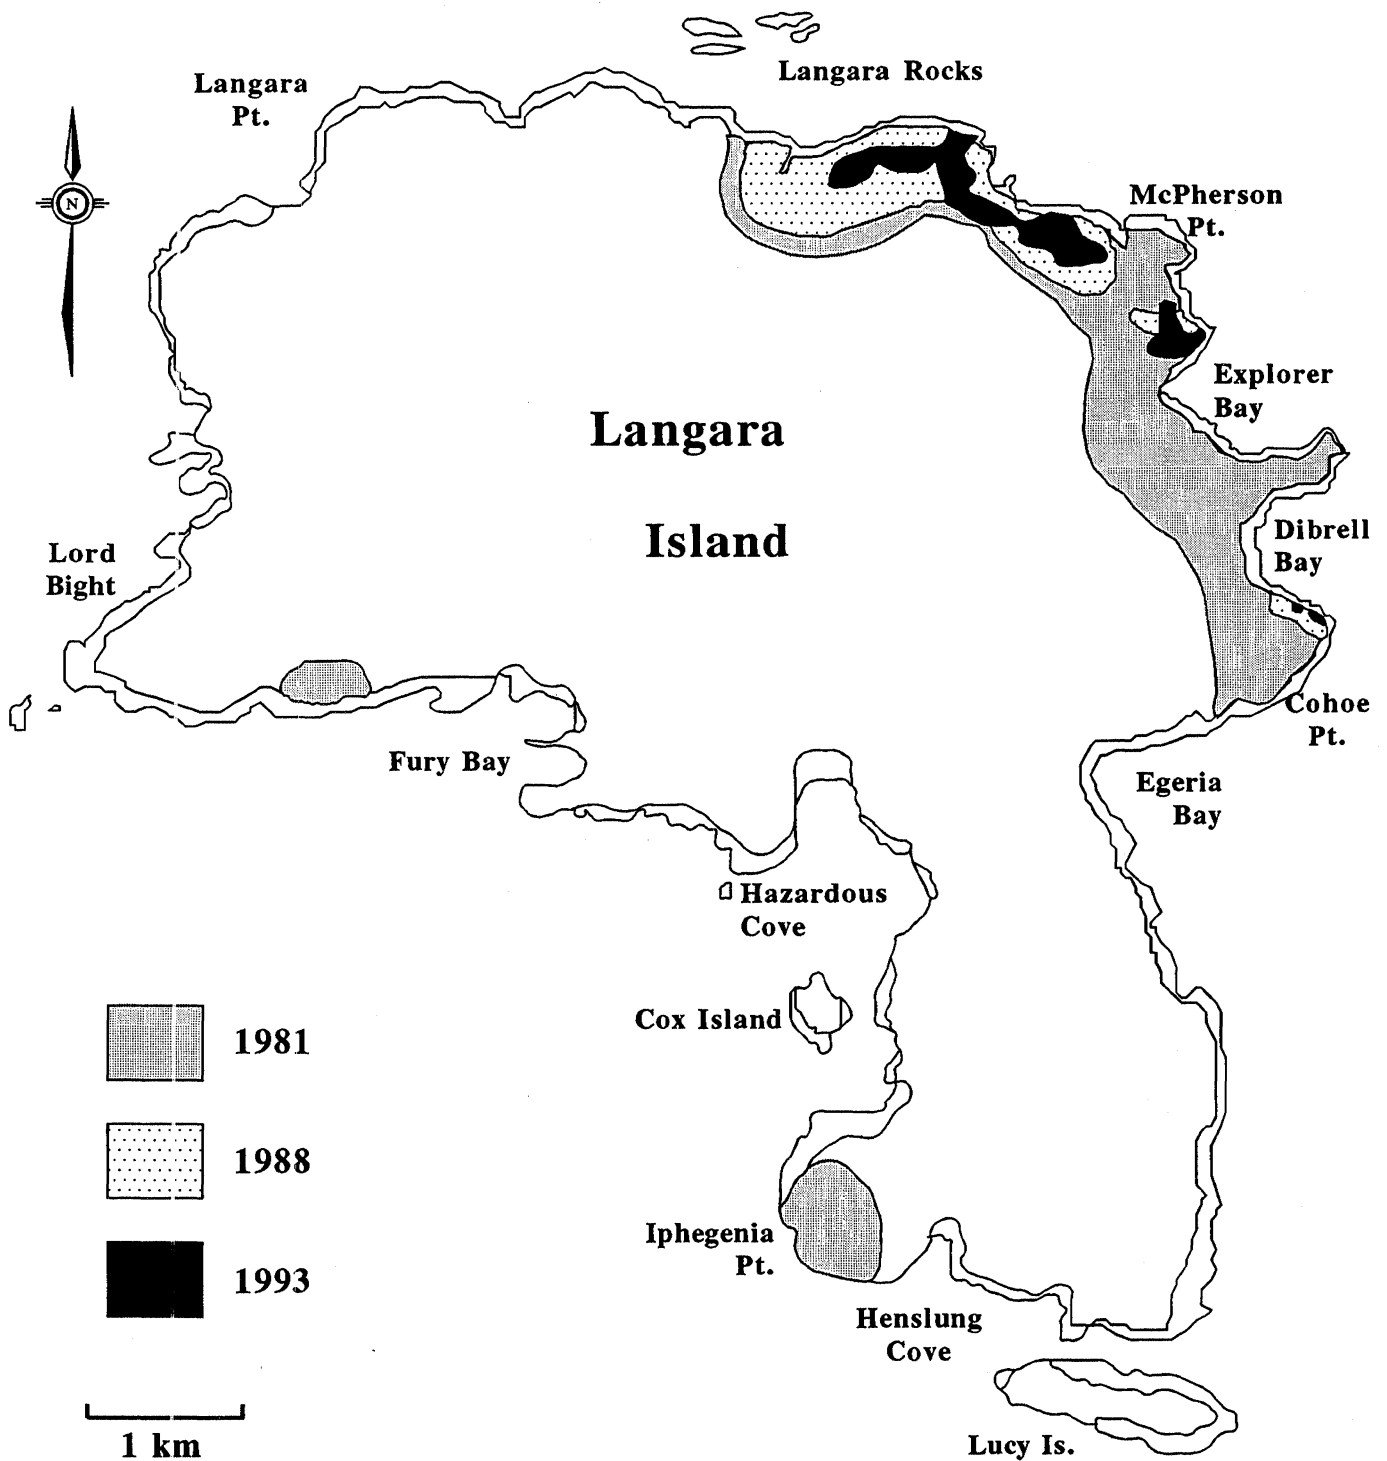 Langara Rocks
Langara
Pt.
N
McPherson
Pt.
Explorer
Bay
Langara
Island
Dibrell
Bay
Lord
Bight
Cohoe
Pt.
Fury Bay
Egeria
Bay
Hazardous
Cove
Cox Island
1981
1988
1993
Iphegenia
Pt.
Henslung
Cove
1 km
Lucy Is.